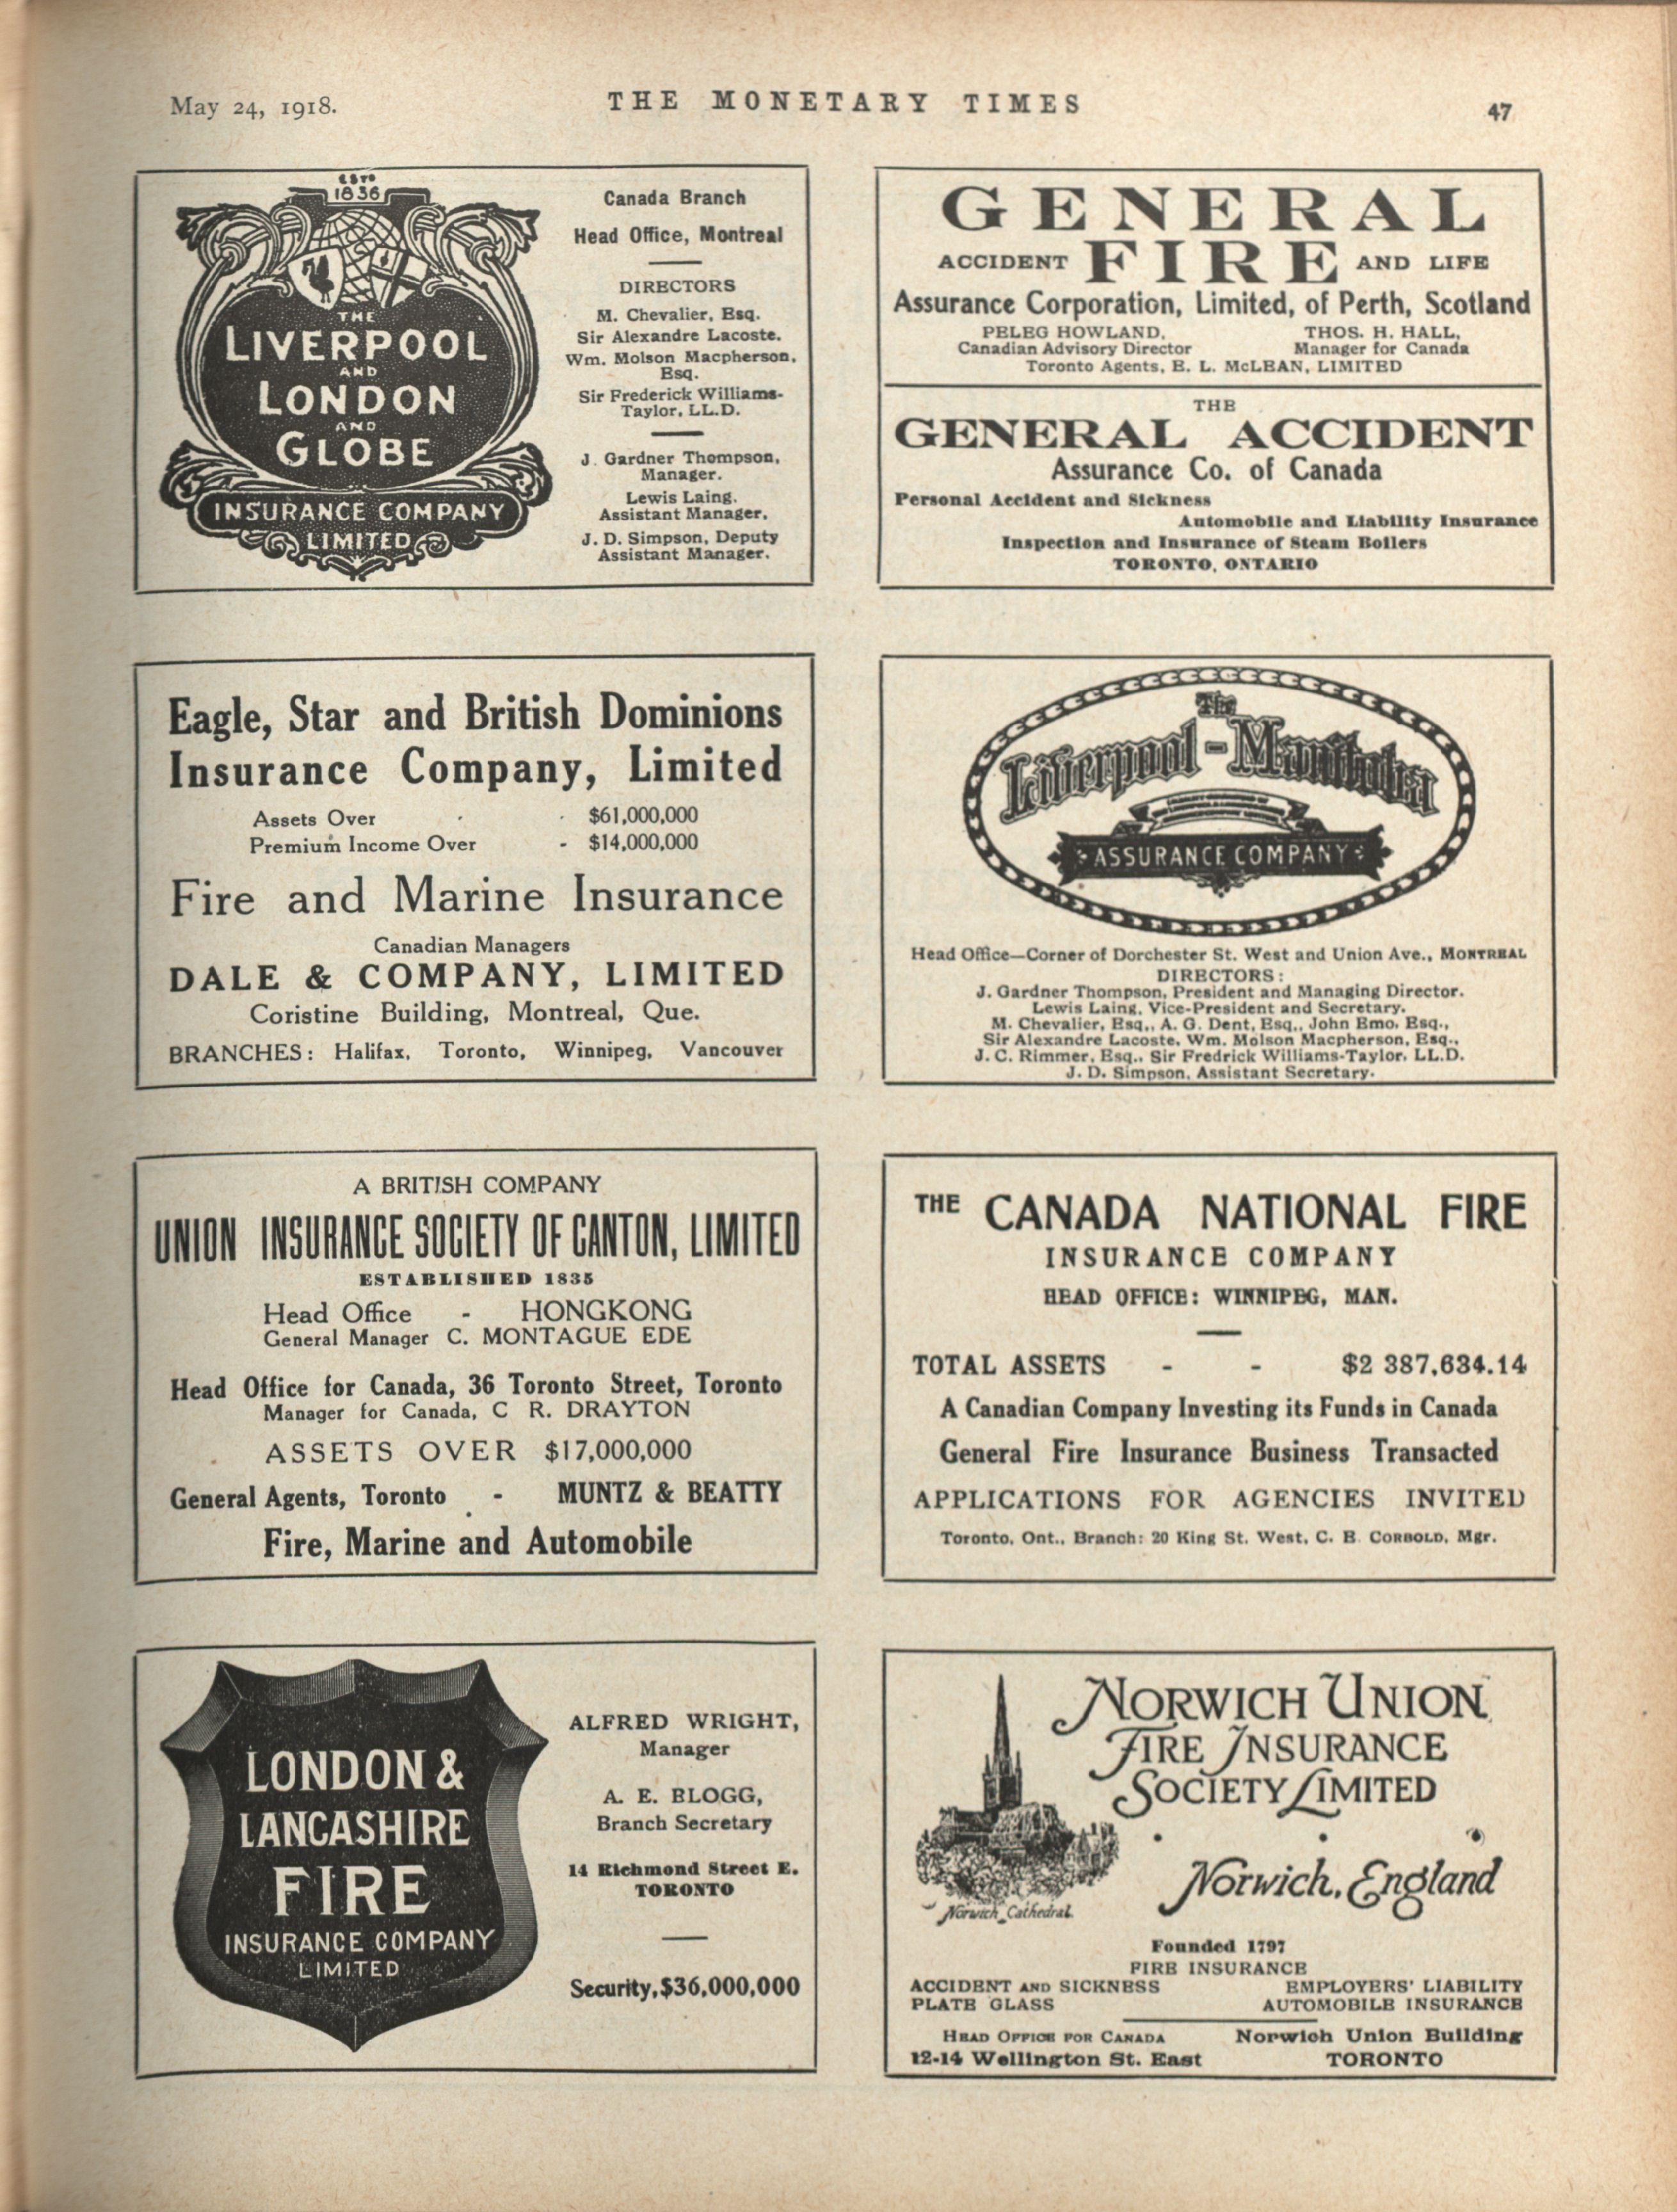 May 24, 1918.
THE MONETARY TIMES
47
ESTD
1836
THE
LIVERPOOL
AND
LONDON
AND
GLOBE
INSURANCE COMPANY
LIMITED
Canada Branch
Head Office, Montreal
DIRECTORS
M. Chevalier, Esq.
Sir Alexandre Lacoste.
Wm. Molson Macpherson,
Esq.
Sir Frederick Williams-
Taylor, LL.D.
J. Gardner Thompson,
Manager.
Lewis Laing,
Assistant Manager.
J. D. Simpson, Deputy
Assistant Manager.
GENERAL
ACCIDENT FIRE AND LIFE
Assurance Corporation, Limited, of Perth, Scotland
PELEG HOWLAND, THOS. H. HALL,
Canadian Advisory Director Manager for Canada
Toronto Agents, E. L. McLEAN, LIMITED
THE
GENERAL ACCIDENT
Assurance Co. of Canada
Personal Accident and Sickness
Automobile and Liability Insurance
Inspection and Insurance of Steam Boilers
TORONTO, ONTARIO
Eagle, Star and British Dominions
Insurance Company, Limited
Assets Over - $61,000,000
Premium Income Over - $14,000,000
Fire and Marine Insurance
Canadian Managers
DALE & COMPANY, LIMITED
Coristine Building, Montreal, Que.
BRANCHES: Halifax, Toronto, Winnipeg, Vancouver
The
Liverpool-Manitoba
ASSURANCE COMPANY
Head Office—Corner of Dorchester St. West and Union Ave., MONTREAL
DIRECTORS:
J. Gardner Thompson, President and Managing Director.
Lewis Laing, Vice-President and Secretary.
M. Chevalier, Esq., A. G. Dent, Esq., John Emo, Esq.,
Sir Alexandre Lacoste, Wm. Molson Macpherson, Esq.,
J. C. Rimmer, Esq., Sir Fredrick Williams-Taylor, LL.D.
J. D. Simpson, Assistant Secretary.
A BRITISH COMPANY
UNION INSURANCE SOCIETY OF CANTON, LIMITED
ESTABLISHED 1835
Head Office - HONGKONG
General Manager C. MONTAGUE EDE
Head Office for Canada, 36 Toronto Street, Toronto
Manager for Canada, C R. DRAYTON
ASSETS OVER $17,000,000
General Agents, Toronto - MUNTZ & BEATTY
Fire, Marine and Automobile
THE CANADA NATIONAL FIRE
INSURANCE COMPANY
HEAD OFFICE: WINNIPEG, MAN.
TOTAL ASSETS - - $2 387,634.14
A Canadian Company Investing its Funds in Canada
General Fire Insurance Business Transacted
APPLICATIONS FOR AGENCIES INVITED
Toronto, Ont., Branch: 20 King St. West, C. B. CORBOLD, Mgr.
LONDON &
LANCASHIRE
FIRE
INSURANCE COMPANY
LIMITED
ALFRED WRIGHT,
Manager
A. E. BLOGG,
Branch Secretary
14 Richmond Street E.
TORONTO
Security, $36,000,000
NORWICH UNION
FIRE INSURANCE
SOCIETY LIMITED
Norwich, England
Norwich Cathedral.
Founded 1797
FIRE INSURANCE
ACCIDENT AND SICKNESS EMPLOYERS' LIABILITY
PLATE GLASS AUTOMOBILE INSURANCE
HEAD OFFICE FOR CANADA Norwich Union Building
12-14 Wellington St. East TORONTO